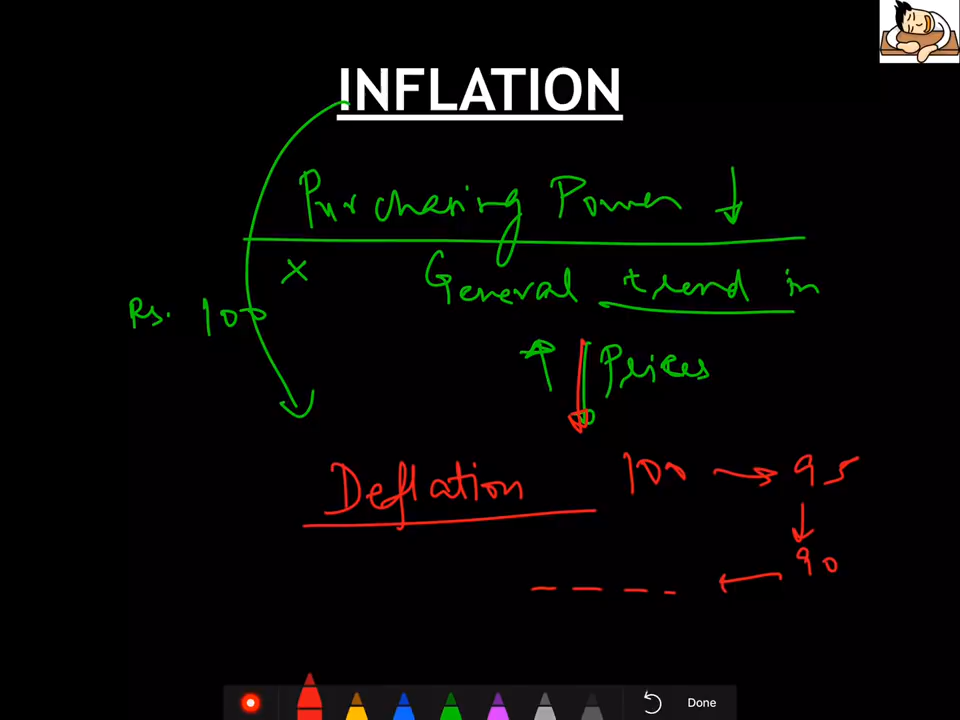 INFLATION
Purchasing Power ↓
× General trend in
Rs. 100
↑ ↓ Prices
Deflation 100 → 95
↓
90
_ _ _ _ ←
Done